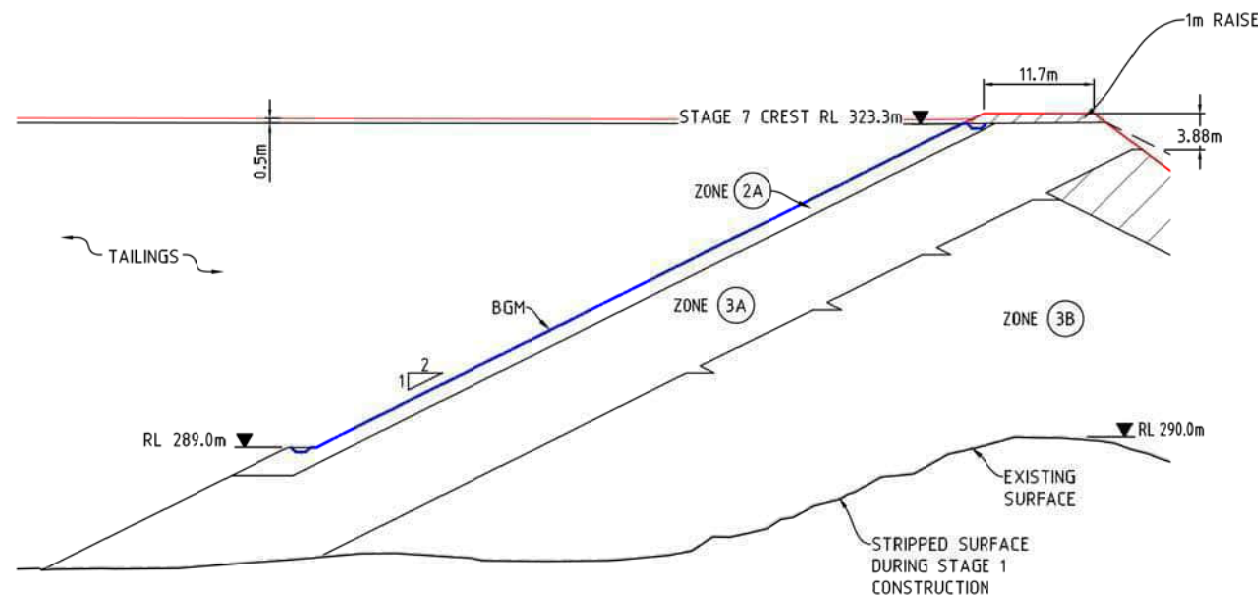 1m RAISE
11.7m
STAGE 7 CREST RL 323.3m
3.88m
0.5m
ZONE 2A
TAILINGS
BGM
ZONE 3A
ZONE 3B
2
1
RL 289.0m
RL 290.0m
EXISTING
SURFACE
STRIPPED SURFACE
DURING STAGE 1
CONSTRUCTION